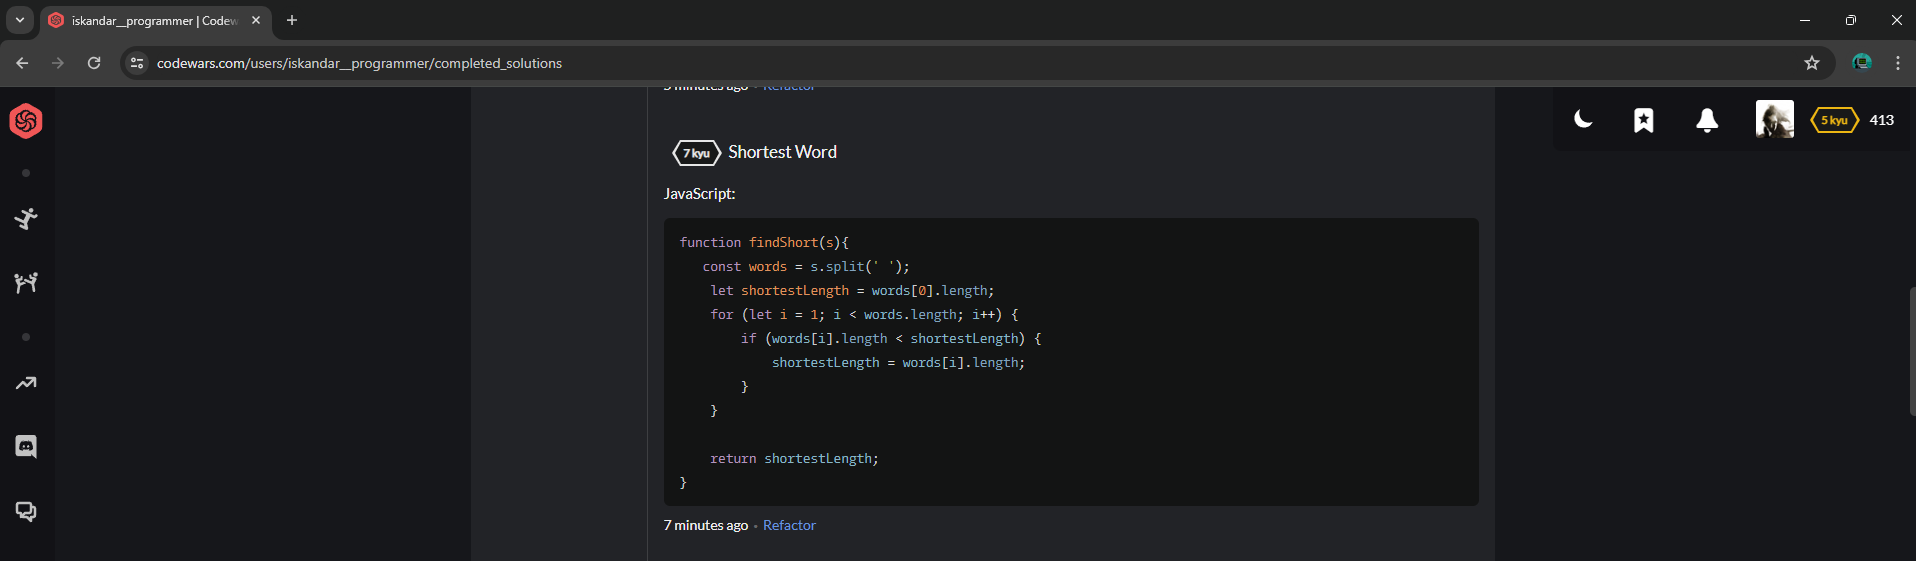 iskandar__programmer | Codew
codewars.com/users/iskandar__programmer/completed_solutions
5 minutes ago · Refactor
5 kyu 413
7 kyu Shortest Word
JavaScript:
function findShort(s){
const words = s.split(' ');
let shortestLength = words[0].length;
for (let i = 1; i < words.length; i++) {
if (words[i].length < shortestLength) {
shortestLength = words[i].length;
}
}
return shortestLength;
}
7 minutes ago · Refactor